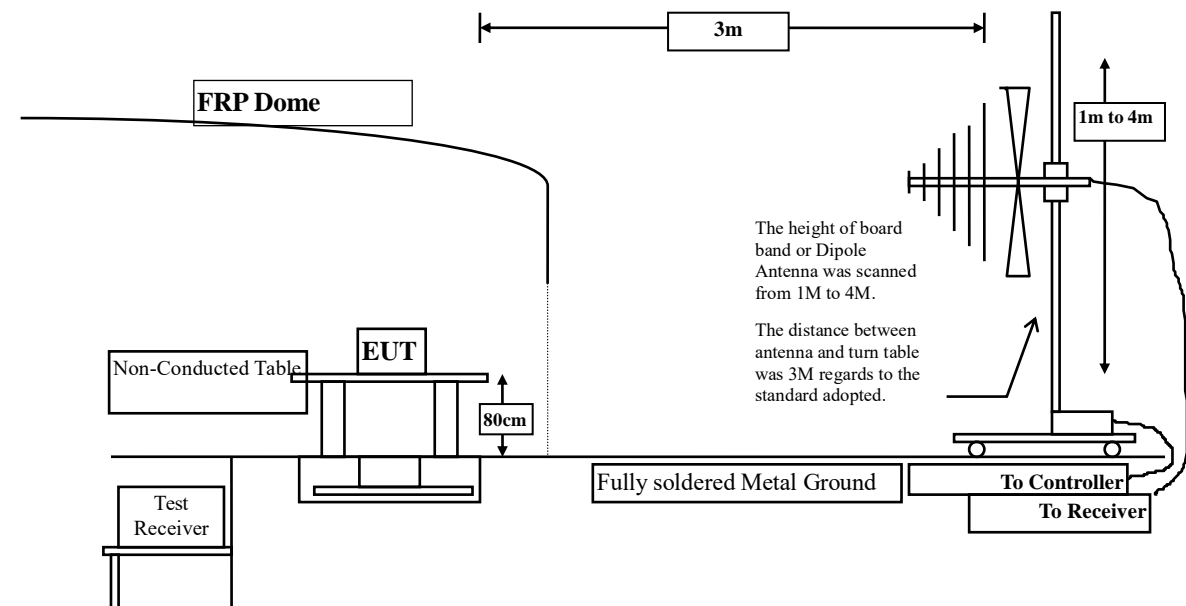 3m
FRP Dome
1m to 4m
The height of board
band or Dipole
Antenna was scanned
from 1M to 4M.
The distance between
antenna and turn table
was 3M regards to the
standard adopted.
EUT
Non-Conducted Table
80cm
Fully soldered Metal Ground
To Controller
To Receiver
Test
Receiver